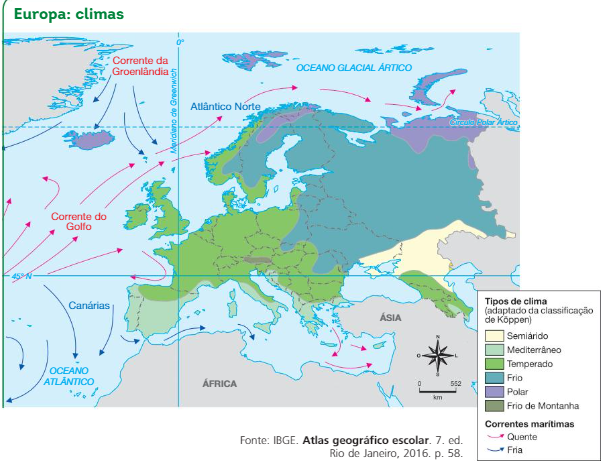 Europa: climas
0°
Corrente da
Groenlândia
OCEANO GLACIAL ÁRTICO
Meridiano de Greenwich
Atlântico Norte
Círculo Polar Ártico
Corrente do
Golfo
45° N
Canárias
OCEANO
ATLÂNTICO
ÁFRICA
ÁSIA
N
O
L
S
0 552
km
Tipos de clima
(adaptado da classificação
de Köppen)
Semiárido
Mediterrâneo
Temperado
Frio
Polar
Frio de Montanha
Correntes marítimas
Quente
Fria
Fonte: IBGE. Atlas geográfico escolar. 7. ed.
Rio de Janeiro, 2016. p. 58.